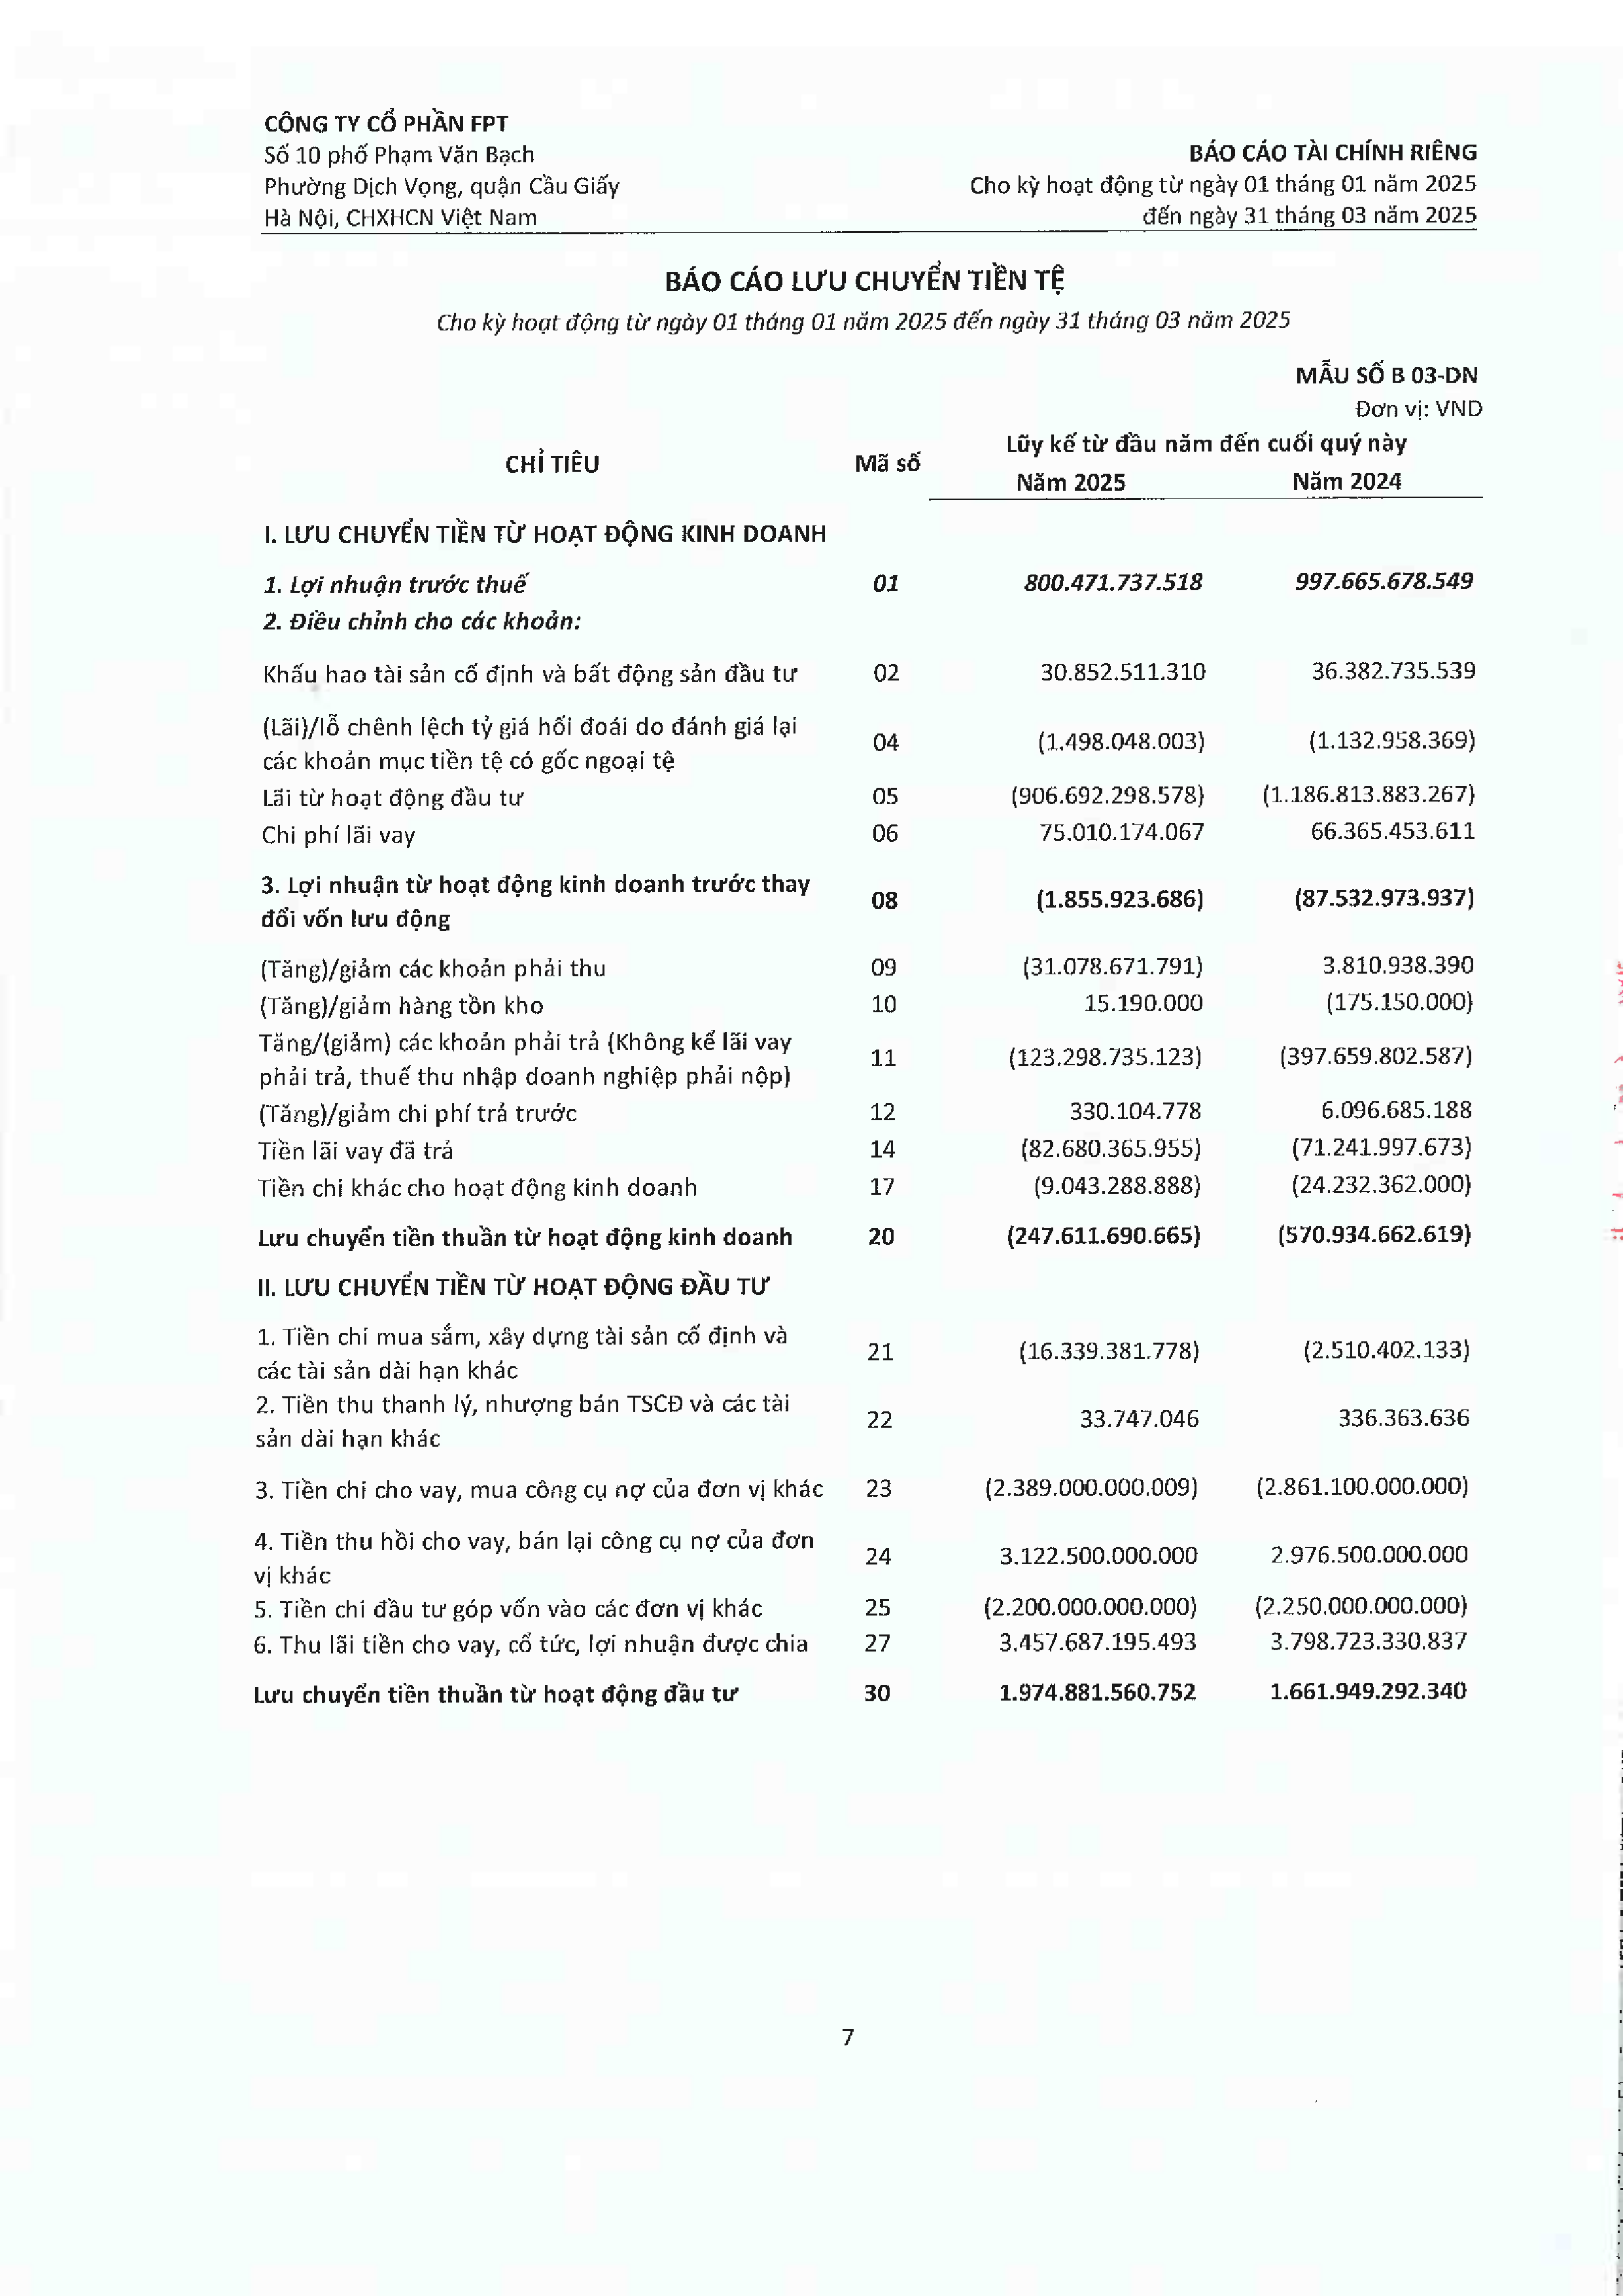 CÔNG TY CỔ PHẦN FPT
Số 10 phố Phạm Văn Bạch
Phường Dịch Vọng, quận Cầu Giấy
Hà Nội, CHXHCN Việt Nam
BÁO CÁO TÀI CHÍNH RIÊNG
Cho kỳ hoạt động từ ngày 01 tháng 01 năm 2025
đến ngày 31 tháng 03 năm 2025
BÁO CÁO LƯU CHUYỂN TIỀN TỆ
Cho kỳ hoạt động từ ngày 01 tháng 01 năm 2025 đến ngày 31 tháng 03 năm 2025
MẪU SỐ B 03-DN
Đơn vị: VND
CHỈ TIÊU Mã số Lũy kế từ đầu năm đến cuối quý này
Năm 2025 Năm 2024
I. LƯU CHUYỂN TIỀN TỪ HOẠT ĐỘNG KINH DOANH
1. Lợi nhuận trước thuế 01 800.471.737.518 997.665.678.549
2. Điều chỉnh cho các khoản:
Khấu hao tài sản cố định và bất động sản đầu tư 02 30.852.511.310 36.382.735.539
(Lãi)/lỗ chênh lệch tỷ giá hối đoái do đánh giá lại
các khoản mục tiền tệ có gốc ngoại tệ 04 (1.498.048.003) (1.132.958.369)
Lãi từ hoạt động đầu tư 05 (906.692.298.578) (1.186.813.883.267)
Chi phí lãi vay 06 75.010.174.067 66.365.453.611
3. Lợi nhuận từ hoạt động kinh doanh trước thay
đổi vốn lưu động 08 (1.855.923.686) (87.532.973.937)
(Tăng)/giảm các khoản phải thu 09 (31.078.671.791) 3.810.938.390
(Tăng)/giảm hàng tồn kho 10 15.190.000 (175.150.000)
Tăng/(giảm) các khoản phải trả (Không kể lãi vay
phải trả, thuế thu nhập doanh nghiệp phải nộp) 11 (123.298.735.123) (397.659.802.587)
(Tăng)/giảm chi phí trả trước 12 330.104.778 6.096.685.188
Tiền lãi vay đã trả 14 (82.680.365.955) (71.241.997.673)
Tiền chi khác cho hoạt động kinh doanh 17 (9.043.288.888) (24.232.362.000)
Lưu chuyển tiền thuần từ hoạt động kinh doanh 20 (247.611.690.665) (570.934.662.619)
II. LƯU CHUYỂN TIỀN TỪ HOẠT ĐỘNG ĐẦU TƯ
1. Tiền chi mua sắm, xây dựng tài sản cố định và
các tài sản dài hạn khác 21 (16.339.381.778) (2.510.402.133)
2. Tiền thu thanh lý, nhượng bán TSCĐ và các tài
sản dài hạn khác 22 33.747.046 336.363.636
3. Tiền chi cho vay, mua công cụ nợ của đơn vị khác 23 (2.389.000.000.009) (2.861.100.000.000)
4. Tiền thu hồi cho vay, bán lại công cụ nợ của đơn
vị khác 24 3.122.500.000.000 2.976.500.000.000
5. Tiền chi đầu tư góp vốn vào các đơn vị khác 25 (2.200.000.000.000) (2.250.000.000.000)
6. Thu lãi tiền cho vay, cổ tức, lợi nhuận được chia 27 3.457.687.195.493 3.798.723.330.837
Lưu chuyển tiền thuần từ hoạt động đầu tư 30 1.974.881.560.752 1.661.949.292.340
7